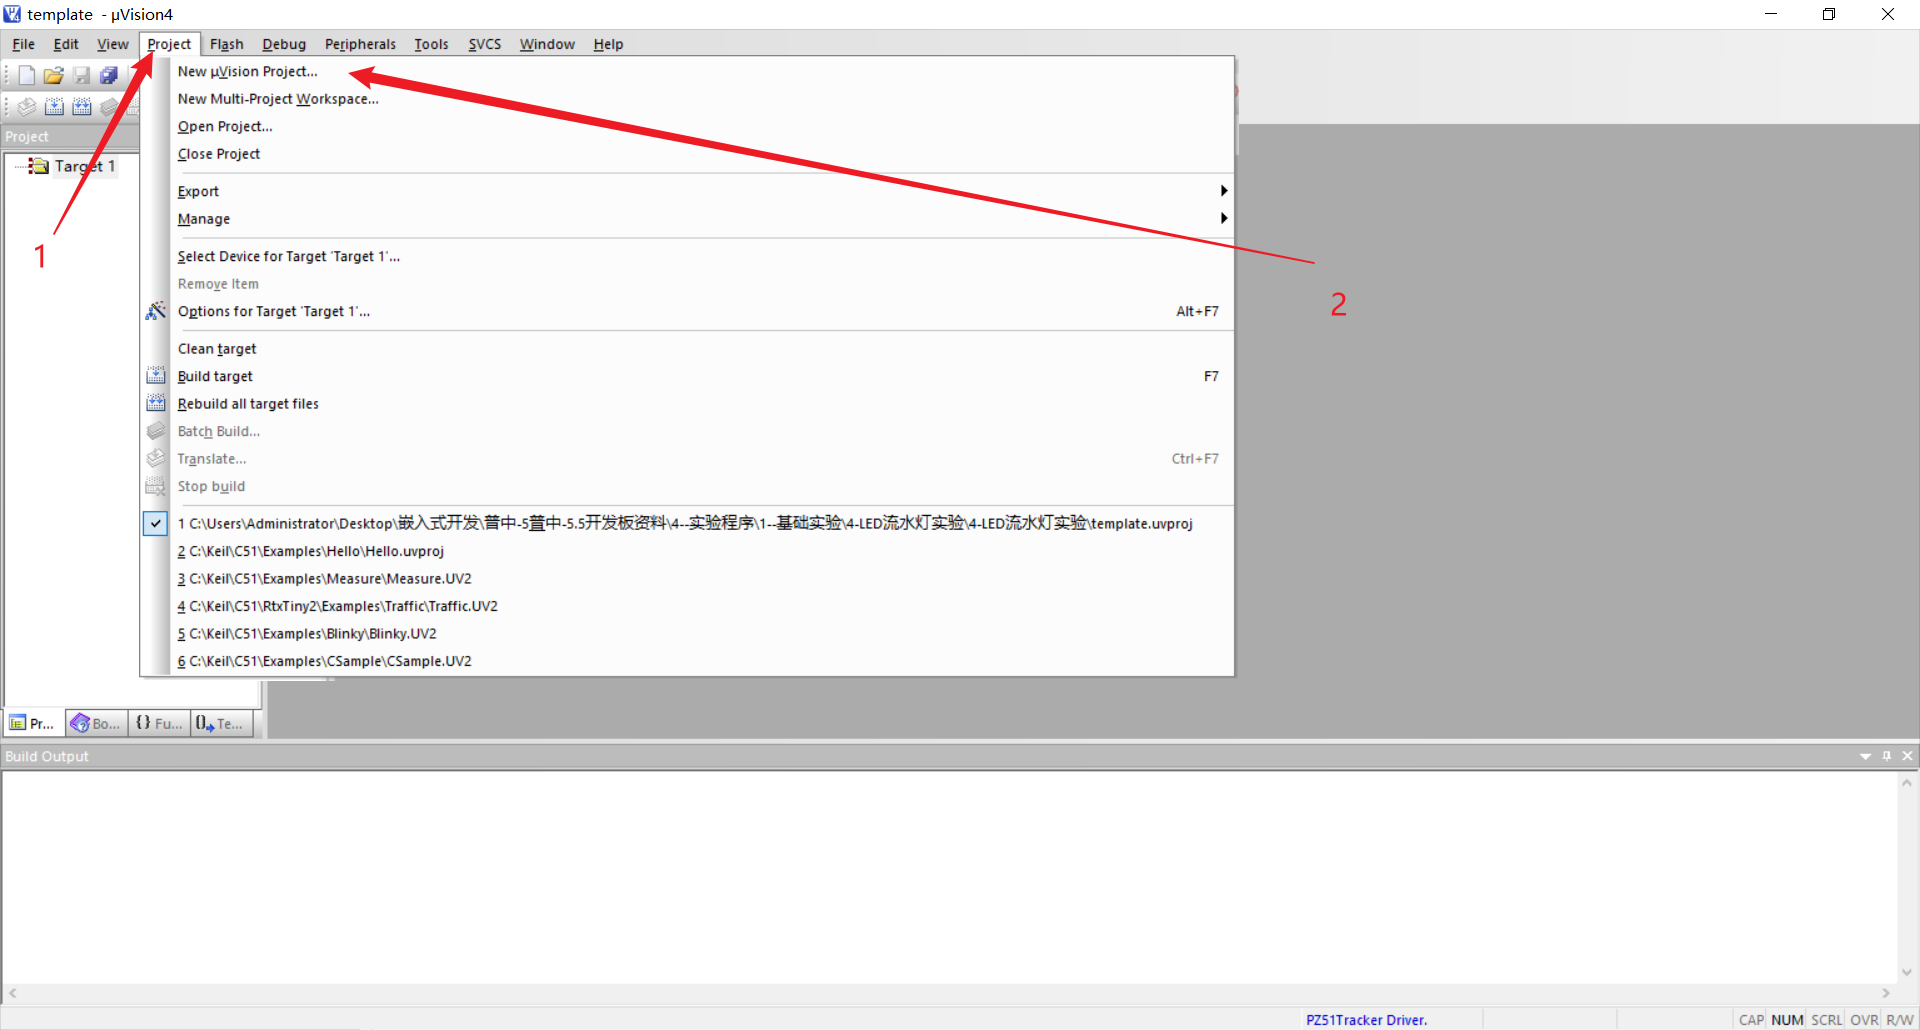 template - µVision4
File Edit View Project Flash Debug Peripherals Tools SVCS Window Help
New µVision Project...
New Multi-Project Workspace...
Project
Open Project...
Close Project
Target 1
Export
Manage
1
Select Device for Target 'Target 1'...
Remove Item
2
Options for Target 'Target 1'... Alt+F7
Clean target
Build target F7
Rebuild all target files
Batch Build...
Translate... Ctrl+F7
Stop build
1 C:\Users\Administrator\Desktop\嵌入式开发\普中-5普中-5.5开发板资料\4--实验程序\1--基础实验\4-LED流水灯实验\4-LED流水灯实验\template.uvproj
2 C:\Keil\C51\Examples\Hello\Hello.uvproj
3 C:\Keil\C51\Examples\Measure\Measure.UV2
4 C:\Keil\C51\RtxTiny2\Examples\Traffic\Traffic.UV2
5 C:\Keil\C51\Examples\Blinky\Blinky.UV2
6 C:\Keil\C51\Examples\CSample\CSample.UV2
Pr... Bo... {} Fu... Te...
Build Output
PZ51Tracker Driver. CAP NUM SCRL OVR R/W